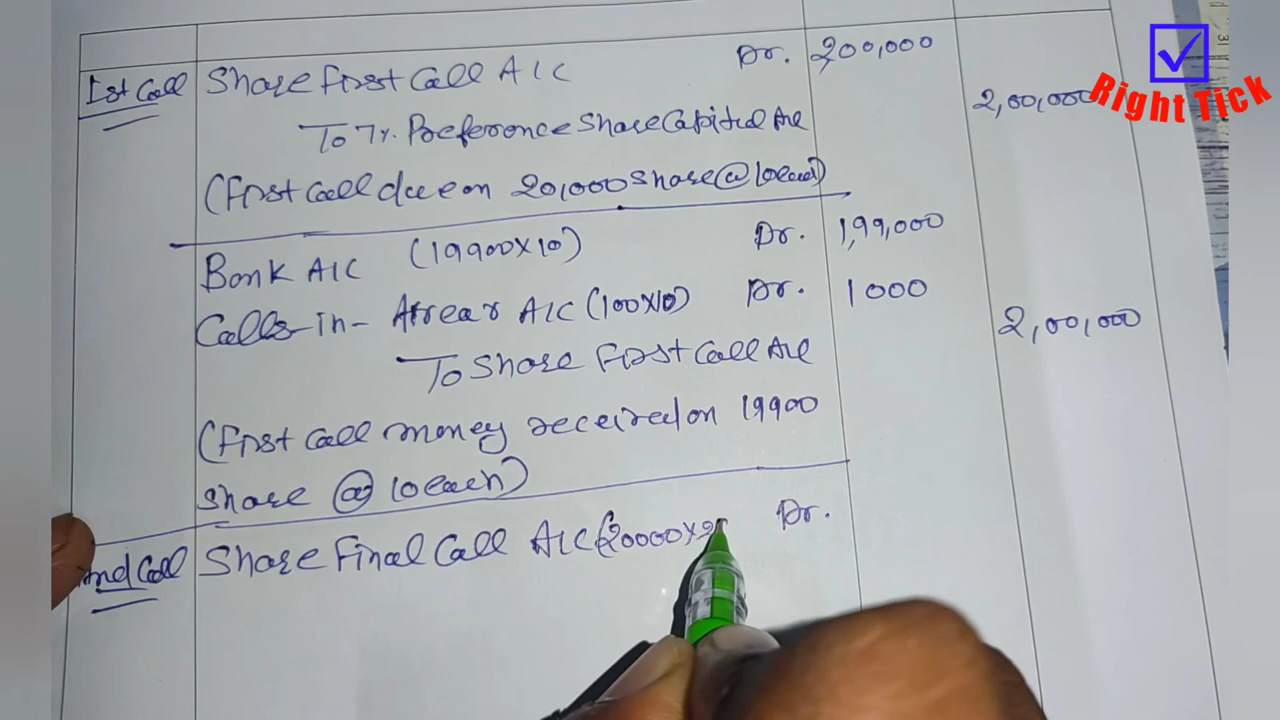 Right Tick
Ist Call Share First Call A/C Dr. 200,000
To 7% Preference Share Capital A/c 2,00,000
(First call due on 20,000 share @ 10 each)
Bank A/C (19900×10) Dr. 1,99,000
Calls-in-Arrear A/C (100×10) Dr. 1000
To Share First Call A/c 2,00,000
(First call money received on 19900
share @ 10 each)
IInd Call Share Final Call A/C (20000× Dr.